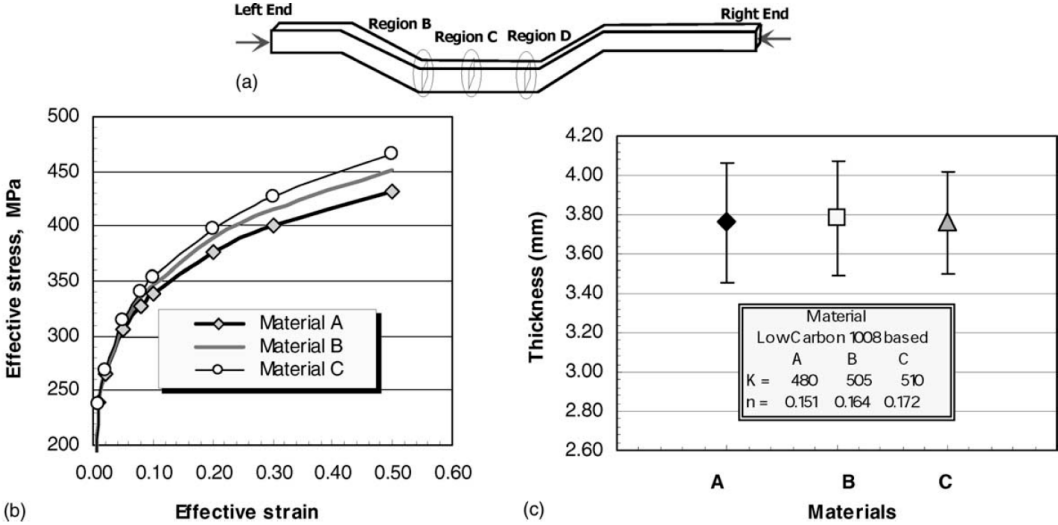 Left End
Region B
Region C
Region D
Right End
(a)
500
450
400
350
300
250
200
Effective stress, MPa
Material A
Material B
Material C
0.00
0.10
0.20
0.30
0.40
0.50
0.60
(b)
Effective strain
4.20
4.00
3.80
3.60
3.40
3.20
3.00
2.80
2.60
Thickness (mm)
Material
Low Carbon 1008 based
A B C
K = 480 505 510
n = 0.151 0.164 0.172
A
B
C
(c)
Materials